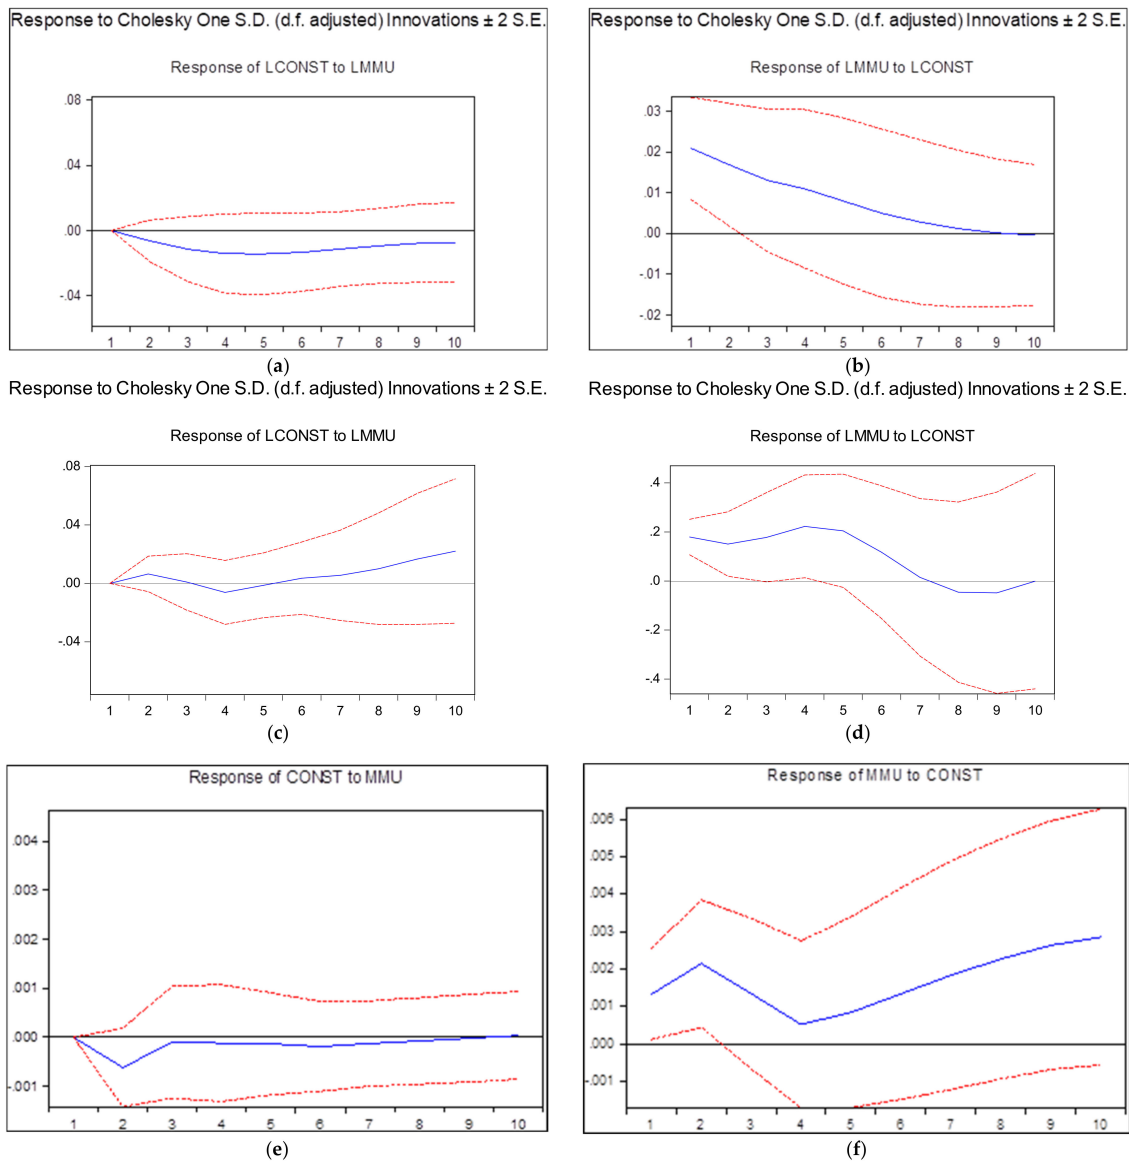 Response to Cholesky One S.D. (d.f. adjusted) Innovations ± 2 S.E.
Response of LCONST to LMMU
.08
.04
.00
-.04
1 2 3 4 5 6 7 8 9 10
(a)
Response to Cholesky One S.D. (d.f. adjusted) Innovations ± 2 S.E.
Response of LMMU to LCONST
.03
.02
.01
.00
-.01
-.02
1 2 3 4 5 6 7 8 9 10
(b)
Response to Cholesky One S.D. (d.f. adjusted) Innovations ± 2 S.E.
Response of LCONST to LMMU
.08
.04
.00
-.04
1 2 3 4 5 6 7 8 9 10
(c)
Response to Cholesky One S.D. (d.f. adjusted) Innovations ± 2 S.E.
Response of LMMU to LCONST
.4
.2
.0
-.2
-.4
1 2 3 4 5 6 7 8 9 10
(d)
Response of CONST to MMU
.004
.003
.002
.001
.000
-.001
1 2 3 4 5 6 7 8 9 10
(e)
Response of MMU to CONST
.006
.005
.004
.003
.002
.001
.000
-.001
1 2 3 4 5 6 7 8 9 10
(f)